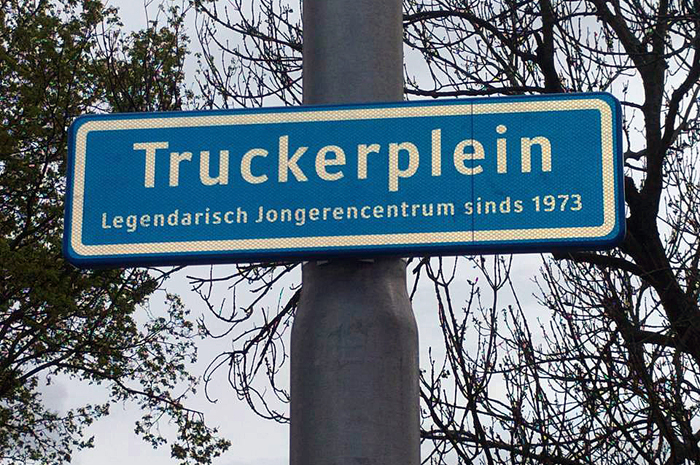 Truckerplein
Legendarisch Jongerencentrum sinds 1973